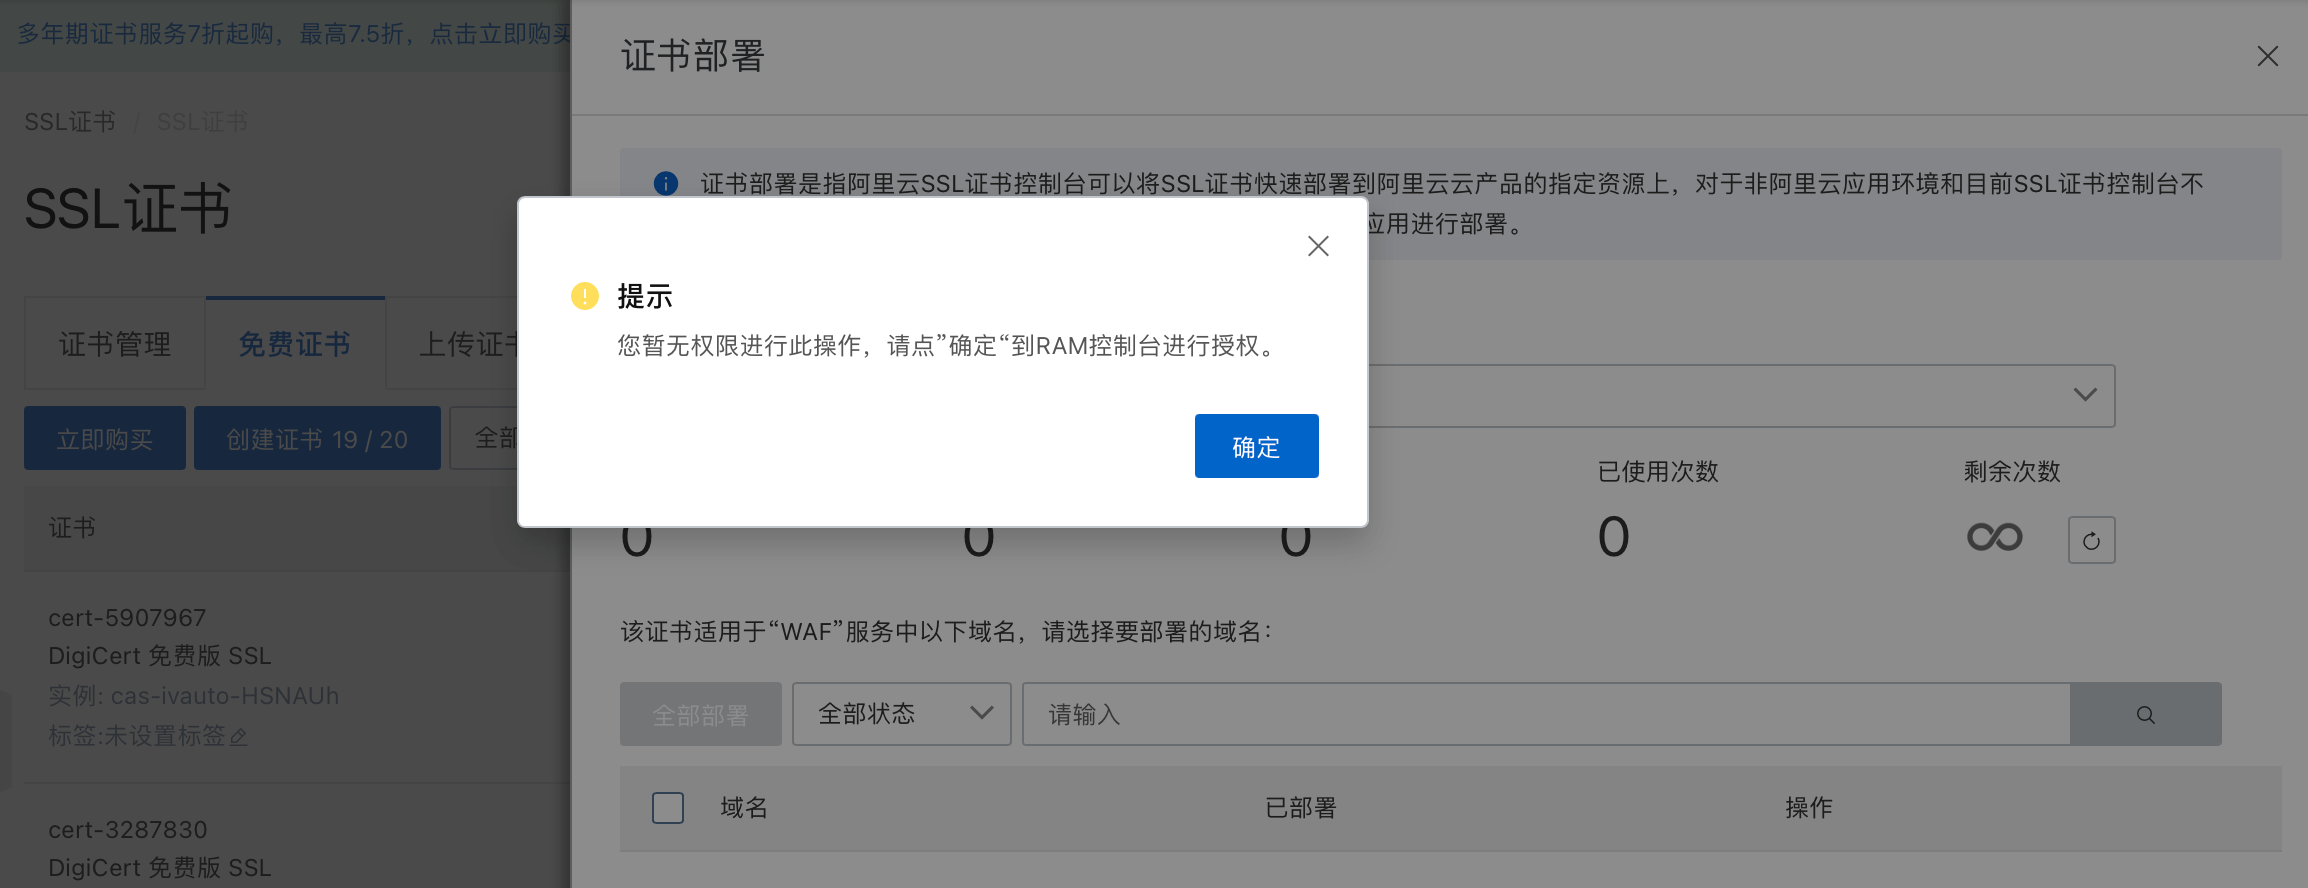 多年期证书服务7折起购，最高7.5折，点击立即购买
SSL证书 / SSL证书
SSL证书
证书管理
免费证书
上传证书
立即购买
创建证书 19 / 20
全部
证书
cert-5907967
DigiCert 免费版 SSL
实例: cas-ivauto-HSNAUh
标签:未设置标签
cert-3287830
DigiCert 免费版 SSL
证书部署
证书部署是指阿里云SSL证书控制台可以将SSL证书快速部署到阿里云云产品的指定资源上，对于非阿里云应用环境和目前SSL证书控制台不
应用进行部署。
提示
您暂无权限进行此操作，请点”确定“到RAM控制台进行授权。
确定
已使用次数
剩余次数
0
0
0
0
∞
该证书适用于“WAF”服务中以下域名，请选择要部署的域名：
全部部署
全部状态
请输入
域名
已部署
操作